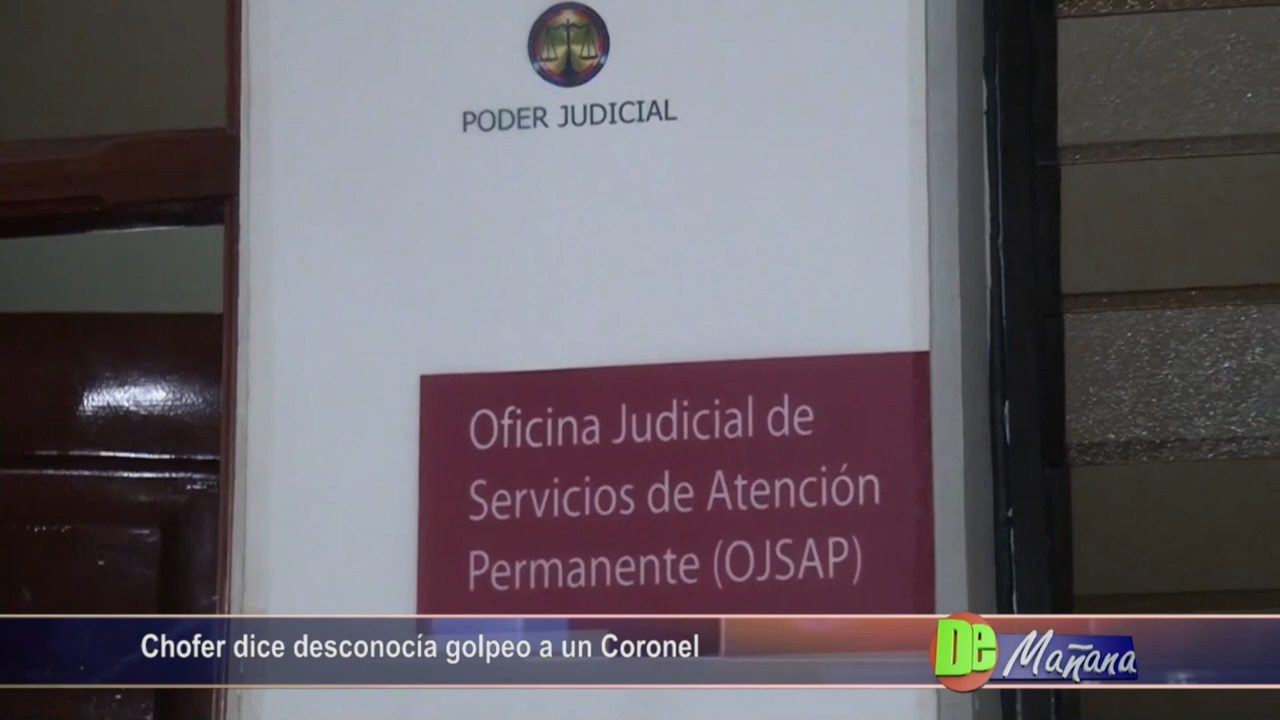 PODER JUDICIAL
Oficina Judicial de
Servicios de Atención
Permanente (OJSAP)
Chofer dice desconocía golpeo a un Coronel
De Mañana